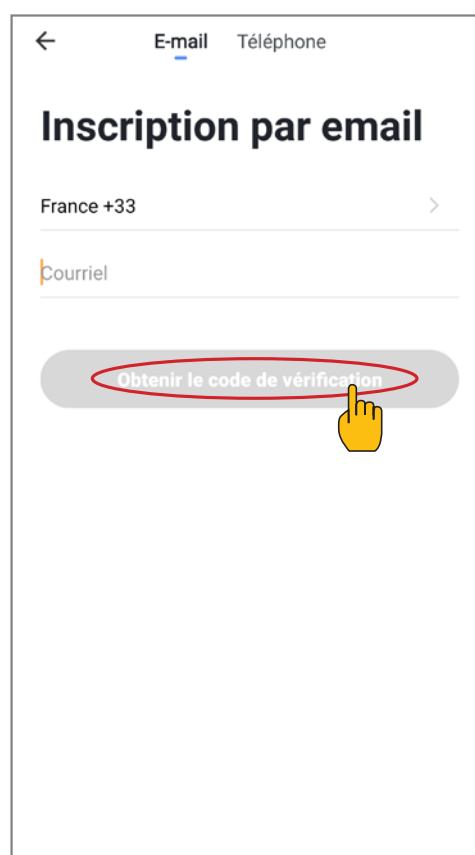 E-mail Téléphone
Inscription par email
France +33
Courriel
Obtenir le code de vérification